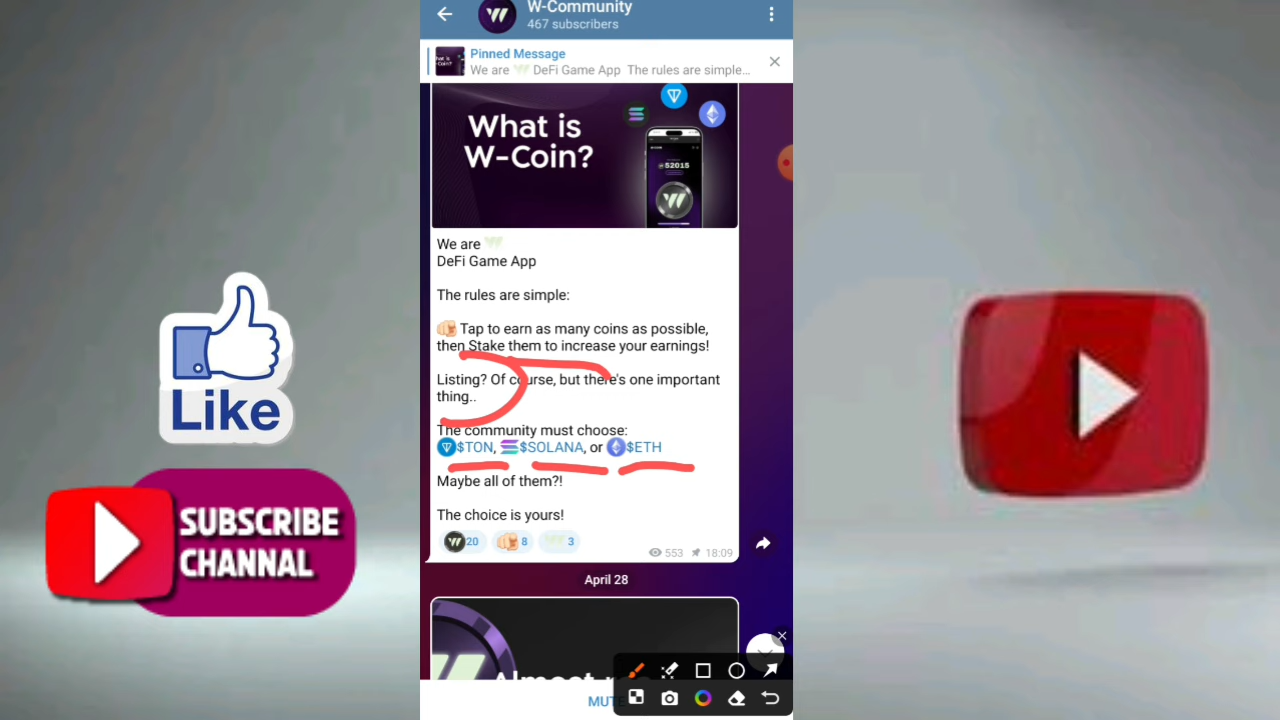 W-Community
467 subscribers
Pinned Message
We are W DeFi Game App The rules are simple...
What is
W-Coin?
52015
We are W
DeFi Game App
The rules are simple:
Tap to earn as many coins as possible,
then Stake them to increase your earnings!
Listing? Of course, but there's one important
thing..
The community must choose:
$TON, $SOLANA, or $ETH
Maybe all of them?!
The choice is yours!
20 8 3
553 18:09
April 28
MUTE
Like
SUBSCRIBE
CHANNEL